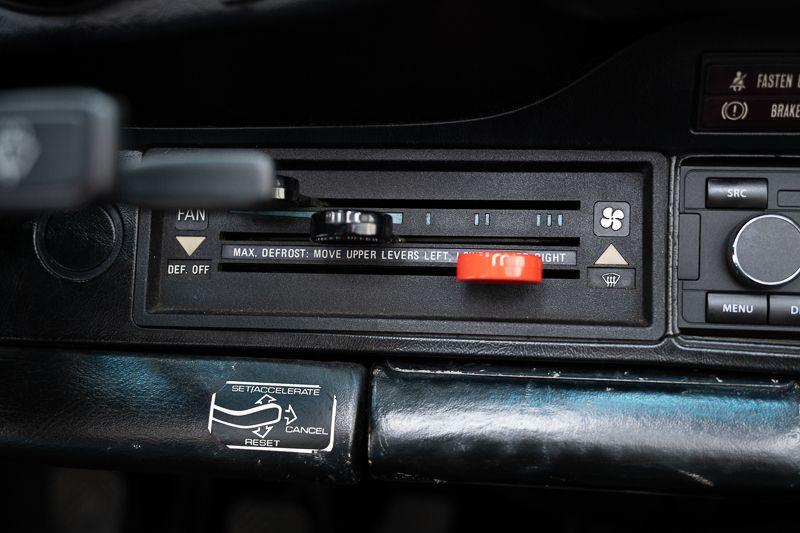 FASTEN
BRAKE
SRC
FAN
MAX. DEFROST: MOVE UPPER LEVERS LEFT, RIGHT
DEF. OFF
MENU
SET/ACCELERATE
CANCEL
RESET